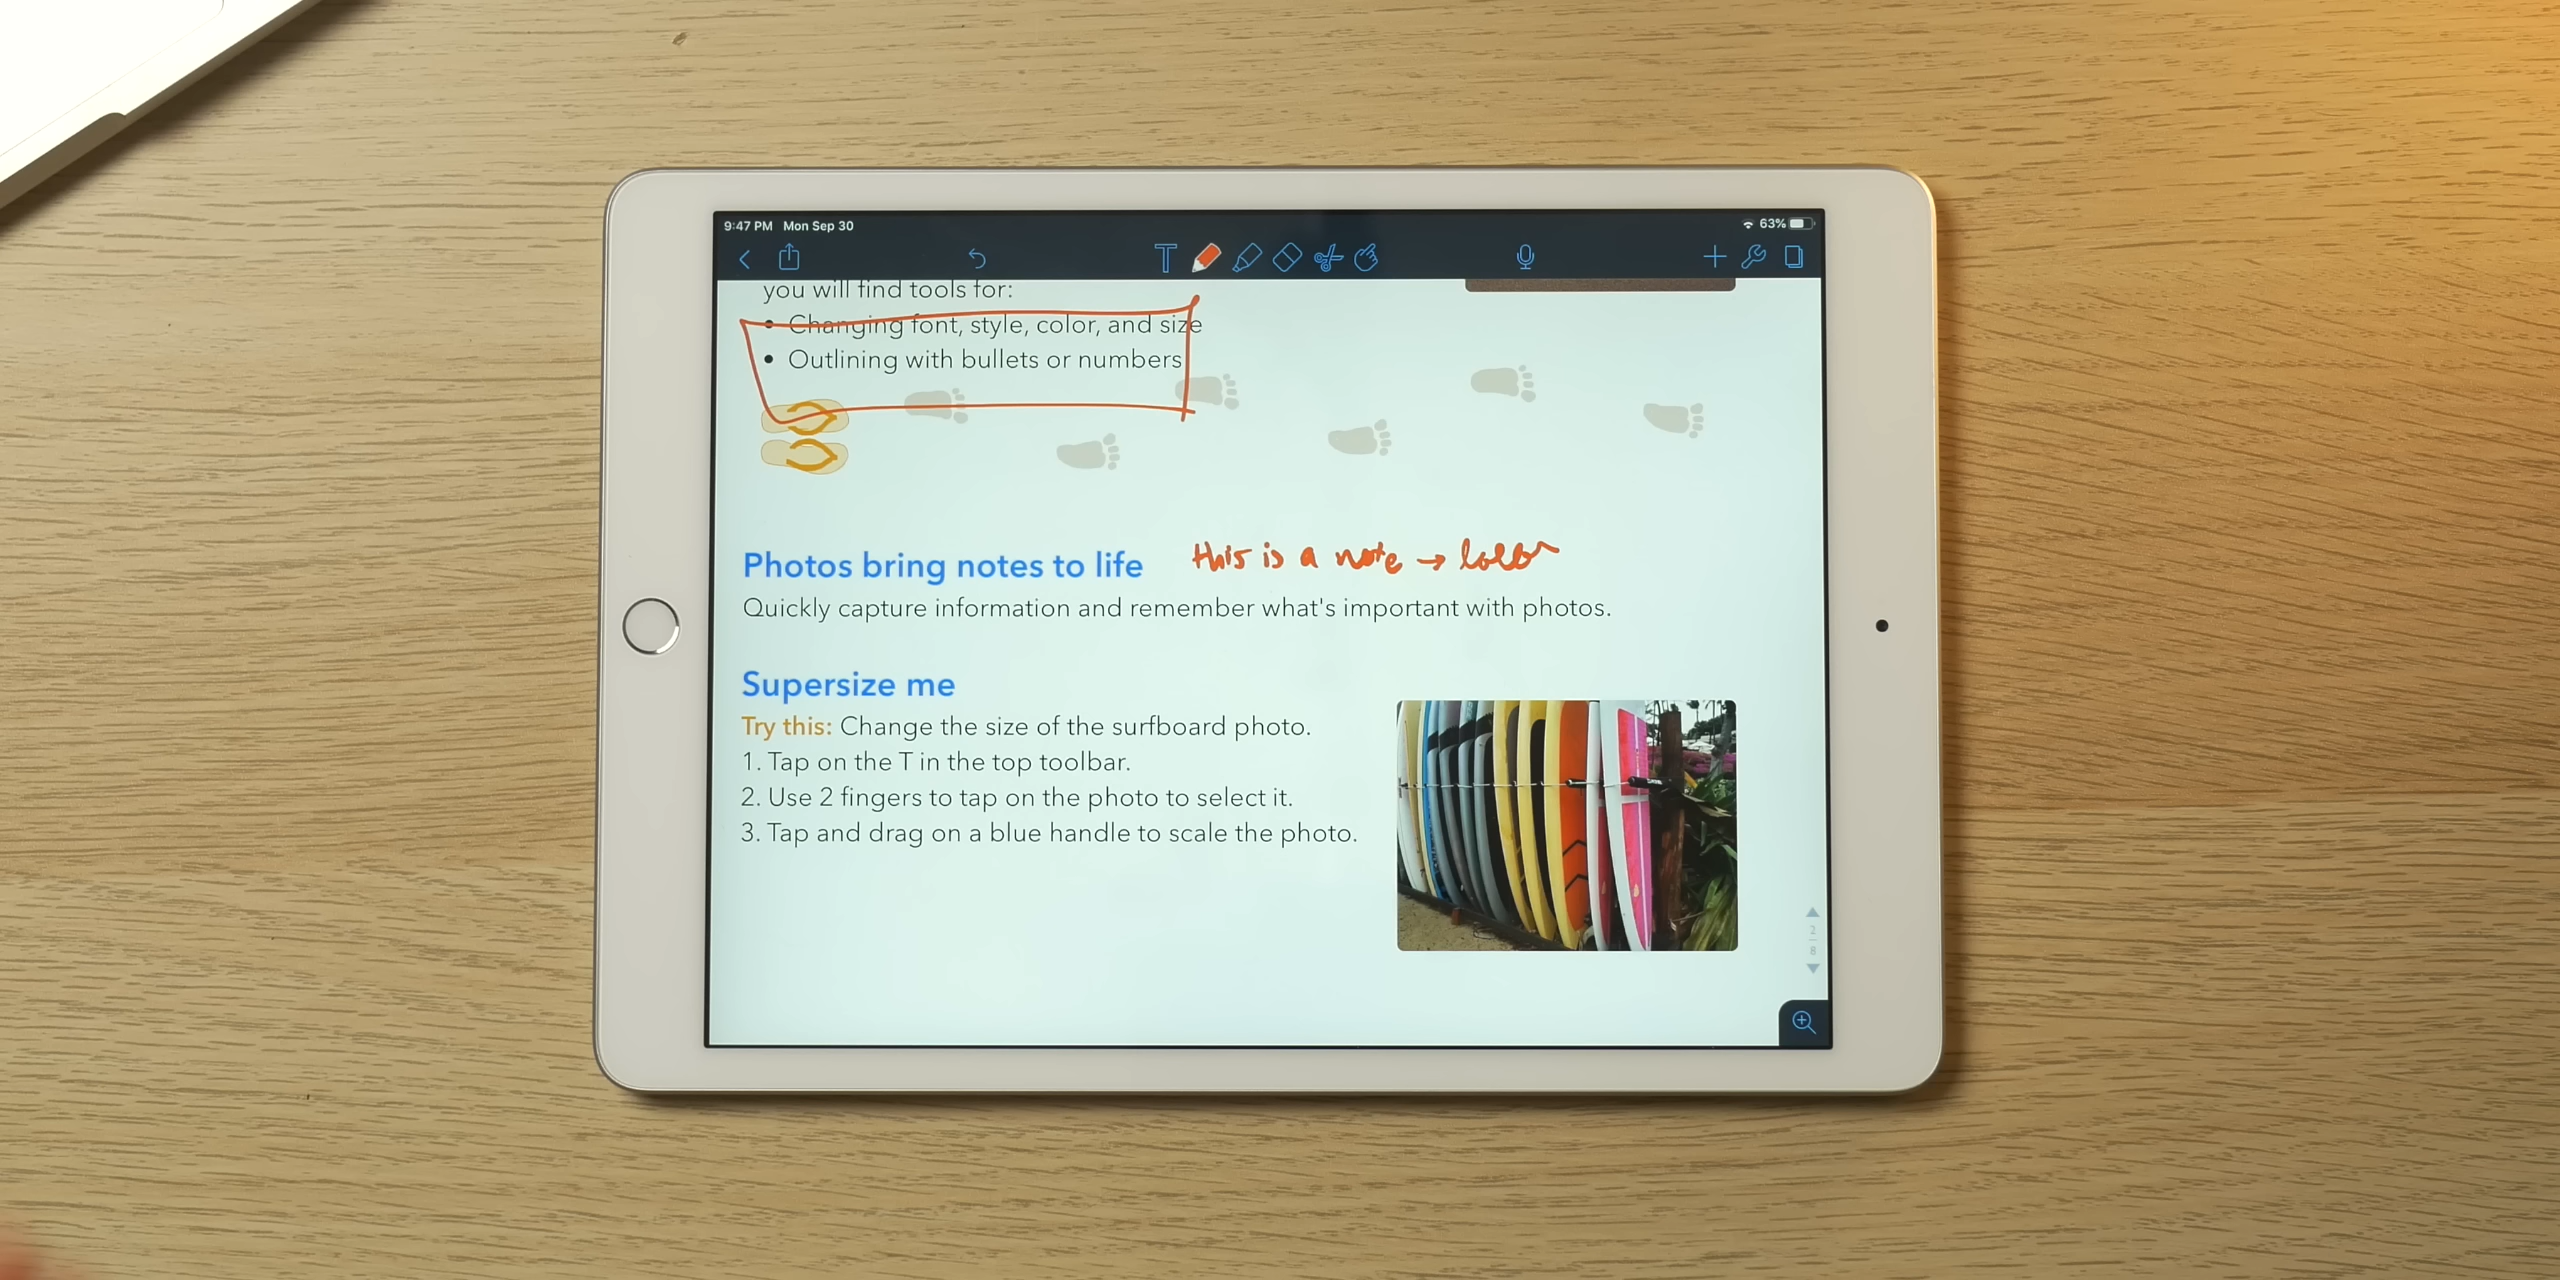 9:47 PM Mon Sep 30
63%
you will find tools for:
• Changing font, style, color, and size
• Outlining with bullets or numbers
Photos bring notes to life
this is a note →
Quickly capture information and remember what's important with photos.
Supersize me
Try this: Change the size of the surfboard photo.
1. Tap on the T in the top toolbar.
2. Use 2 fingers to tap on the photo to select it.
3. Tap and drag on a blue handle to scale the photo.
2
8